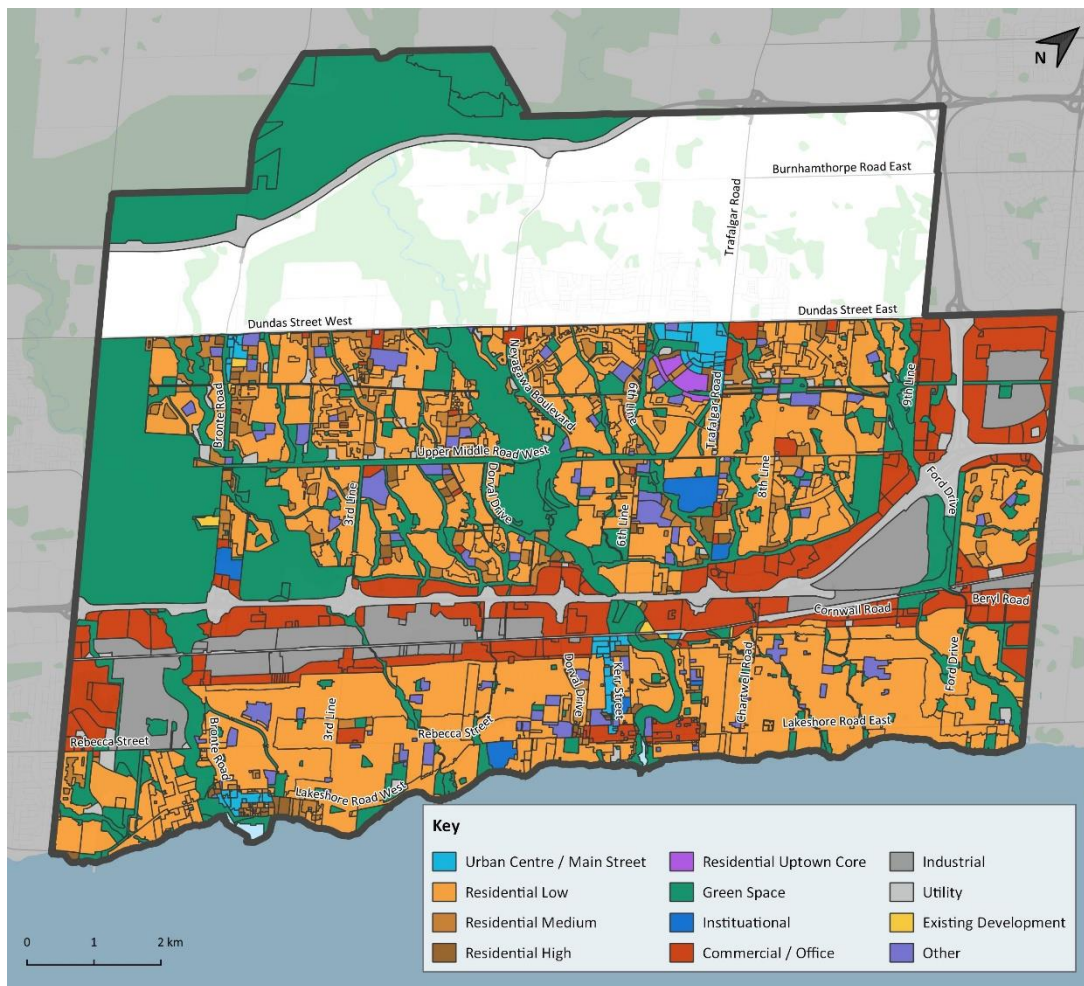 N
Burnhamthorpe Road East
Trafalgar Road
Dundas Street East
Dundas Street West
Neyagawa Boulevard
9th Line
6th Line
Bronte Road
Trafalgar Road
Upper Middle Road West
8th Line
Ford Drive
3rd Line
Dorval Drive
6th Line
Beryl Road
Cornwall Road
Kerr Street
Dorval Drive
Chartwell Road
Ford Drive
3rd Line
Rebecca Street
Lakeshore Road East
Rebecca Street
Bronte Road
Lakeshore Road West
Key
Urban Centre / Main Street
Residential Low
Residential Medium
Residential High
Residential Uptown Core
Green Space
Instituational
Commercial / Office
Industrial
Utility
Existing Development
Other
0 1 2 km